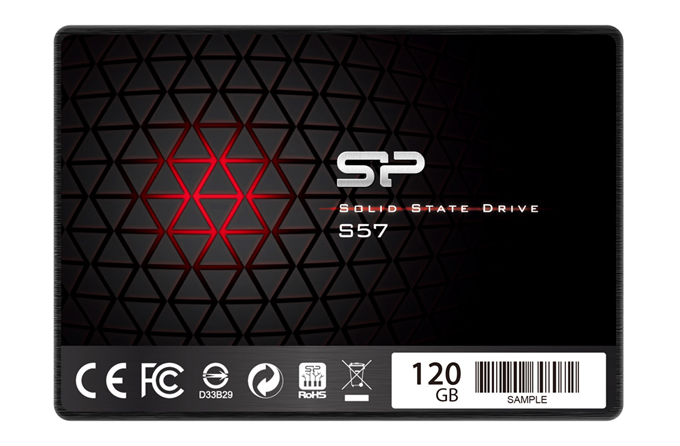 SP
SOLID STATE DRIVE
S57
CE FC D33B29 RoHS
120
GB
SAMPLE